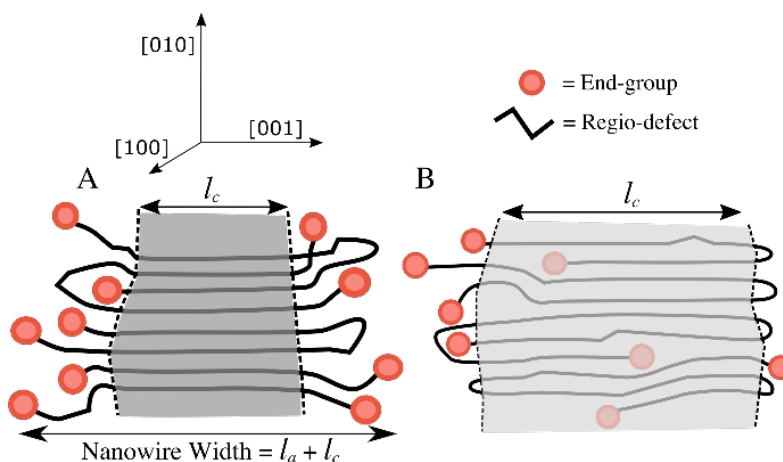 [010]
[001]
[100]
= End-group
= Regio-defect
A
l_c
B
l_c
Nanowire Width = l_a + l_c